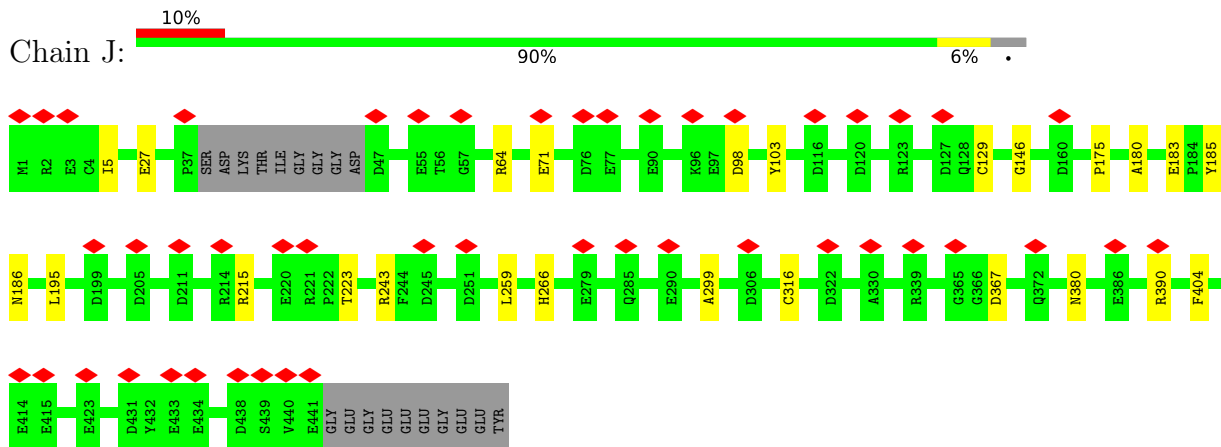 10%
Chain J:
90% 6% .
M1 R2 E3 C4 I5 E27 P37 SER ASP LYS THR ILE GLY GLY GLY ASP D47 E55 T56 G57 R64 E71 D76 E77 E90 K96 E97 D98 Y103 D116 D120 R123 D127 Q128 C129 G146 D160 P175 A180 E183 P184 Y185
N186 L195 D199 D205 D211 R214 R215 E220 R221 P222 T223 R243 F244 D245 D251 L259 H266 E279 Q285 E290 A299 D306 C316 D322 A330 R339 G365 G366 D367 Q372 N380 E386 R390 F404
E414 E415 E423 D431 Y432 E433 E434 D438 S439 V440 E441 GLY GLU GLY GLU GLU GLU GLY GLU GLU TYR